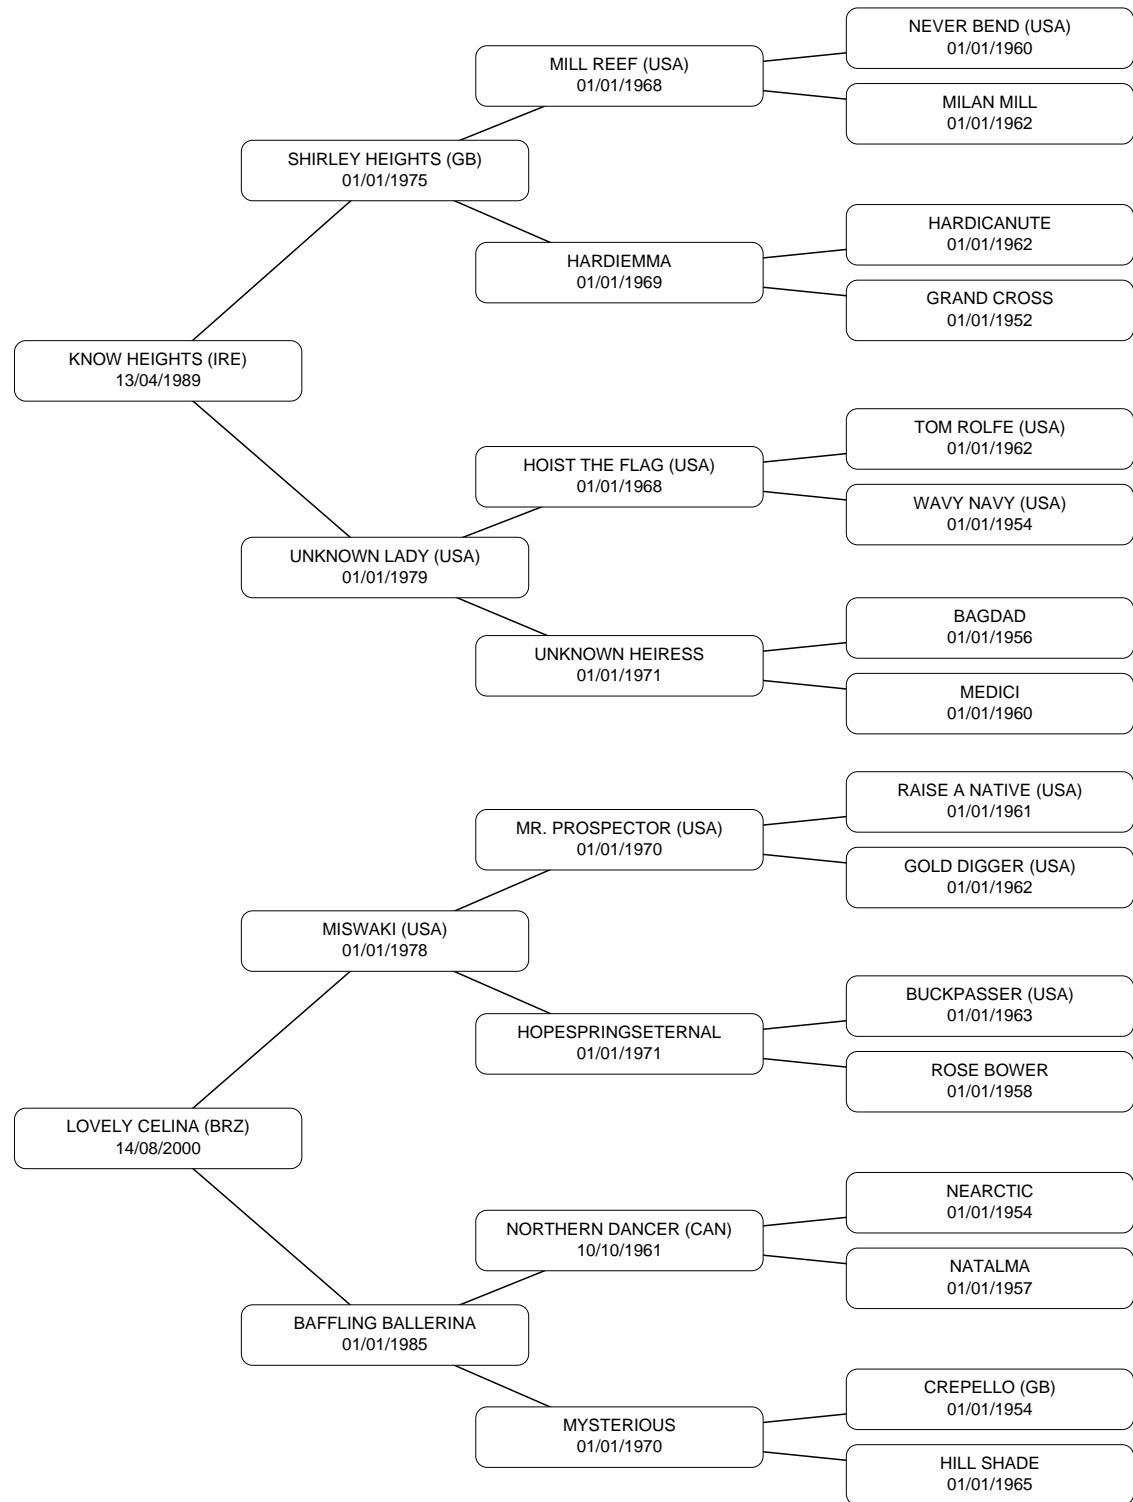 NEVER BEND (USA)
01/01/1960
MILL REEF (USA)
01/01/1968
MILAN MILL
01/01/1962
SHIRLEY HEIGHTS (GB)
01/01/1975
HARDICANUTE
01/01/1962
HARDIEMMA
01/01/1969
GRAND CROSS
01/01/1952
KNOW HEIGHTS (IRE)
13/04/1989
TOM ROLFE (USA)
01/01/1962
HOIST THE FLAG (USA)
01/01/1968
WAVY NAVY (USA)
01/01/1954
UNKNOWN LADY (USA)
01/01/1979
BAGDAD
01/01/1956
UNKNOWN HEIRESS
01/01/1971
MEDICI
01/01/1960
RAISE A NATIVE (USA)
01/01/1961
MR. PROSPECTOR (USA)
01/01/1970
GOLD DIGGER (USA)
01/01/1962
MISWAKI (USA)
01/01/1978
BUCKPASSER (USA)
01/01/1963
HOPESPRINGSETERNAL
01/01/1971
ROSE BOWER
01/01/1958
LOVELY CELINA (BRZ)
14/08/2000
NEARCTIC
01/01/1954
NORTHERN DANCER (CAN)
10/10/1961
NATALMA
01/01/1957
BAFFLING BALLERINA
01/01/1985
CREPELLO (GB)
01/01/1954
MYSTERIOUS
01/01/1970
HILL SHADE
01/01/1965